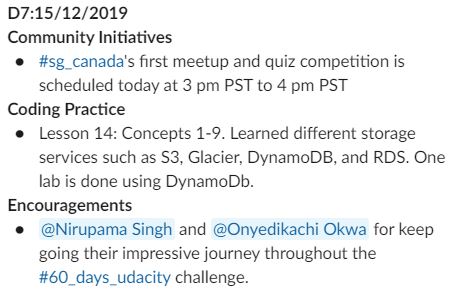 D7:15/12/2019
Community Initiatives
● #sg_canada's first meetup and quiz competition is
scheduled today at 3 pm PST to 4 pm PST
Coding Practice
● Lesson 14: Concepts 1-9. Learned different storage
services such as S3, Glacier, DynamoDB, and RDS. One
lab is done using DynamoDb.
Encouragements
● @Nirupama Singh and @Onyedikachi Okwa for keep
going their impressive journey throughout the
#60_days_udacity challenge.